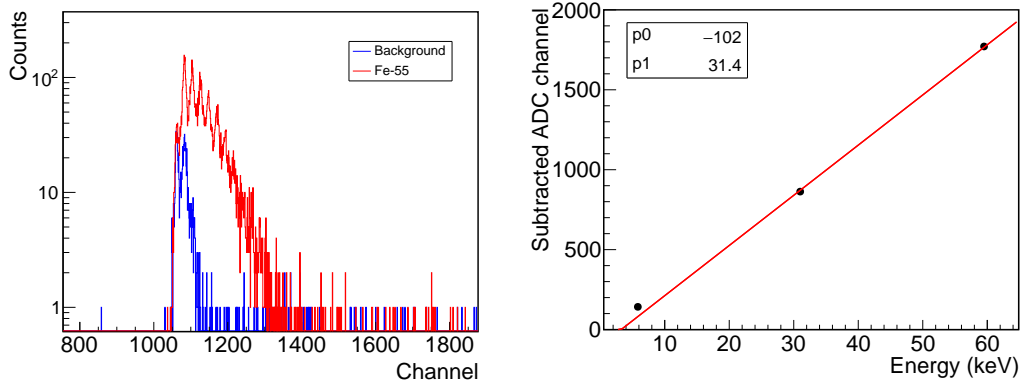 Counts
10²
10
1
Background
Fe-55
800 1000 1200 1400 1600 1800
Channel
Subtracted ADC channel
2000
1500
1000
500
0
p0 −102
p1 31.4
10 20 30 40 50 60
Energy (keV)